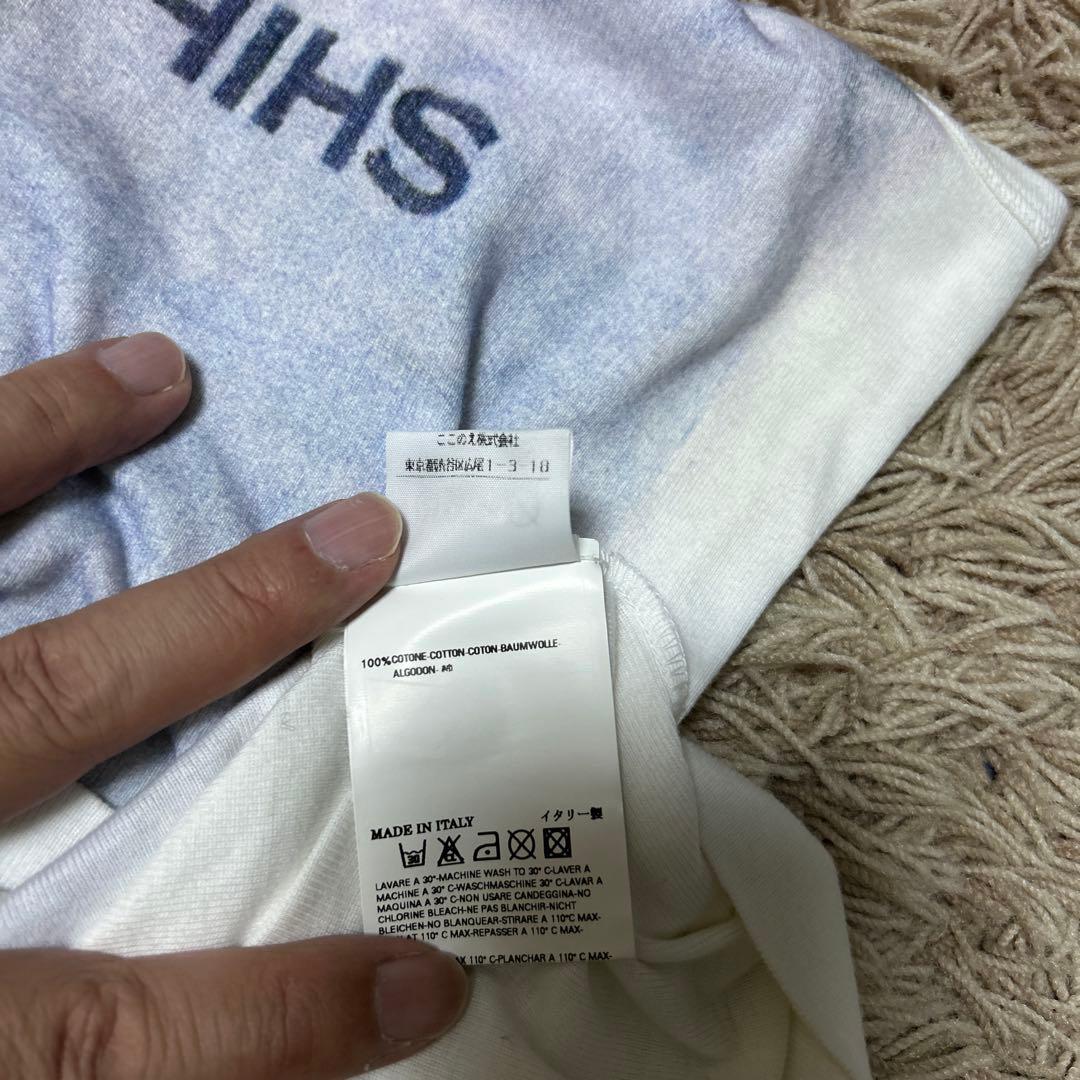 SHIH
ここのえ株式会社
東京都渋谷区広尾1-3-18
100%COTONE-COTTON-COTON-BAUMWOLLE-
ALGODON- 綿
MADE IN ITALY イタリー製
30
LAVARE A 30°-MACHINE WASH TO 30° C-LAVER A
MACHINE A 30° C-WASCHMASCHINE 30° C-LAVAR A
MAQUINA A 30° C-NON USARE CANDEGGINA-NO
CHLORINE BLEACH-NE PAS BLANCHIR-NICHT
BLEICHEN-NO BLANQUEAR-STIRARE A 110°C MAX-
AT 110° C MAX-REPASSER A 110° C MAX-
110° C-PLANCHAR A 110° C MAX-